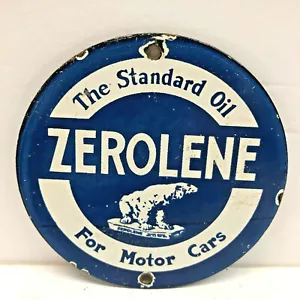 The Standard Oil
ZEROLENE
For Motor Cars